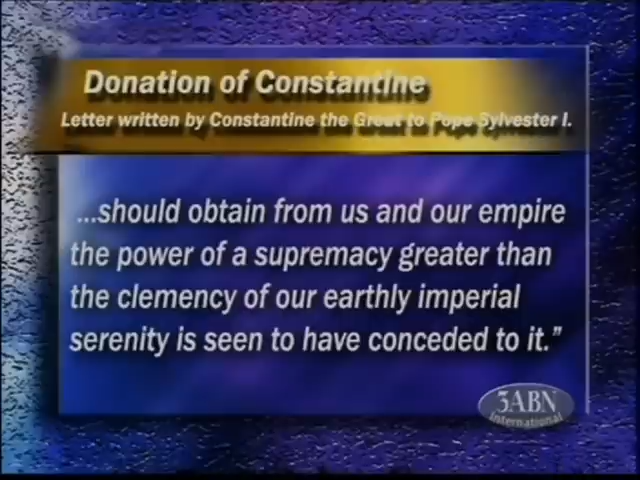 Donation of Constantine
Letter written by Constantine the Great to Pope Sylvester I.
...should obtain from us and our empire
the power of a supremacy greater than
the clemency of our earthly imperial
serenity is seen to have conceded to it.”
3ABN
International